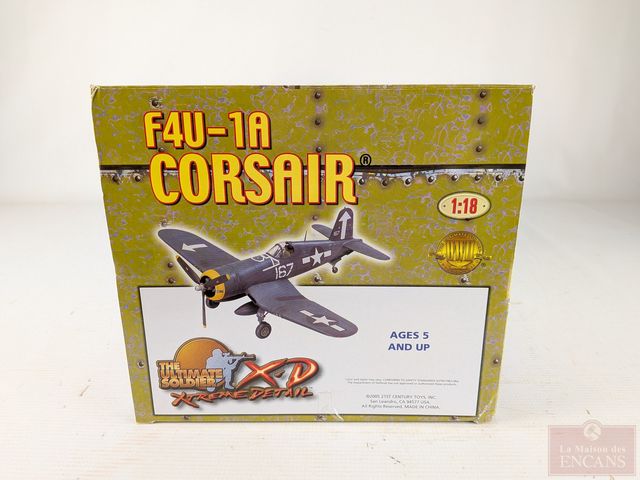 F4U-1A
CORSAIR®
1:18
167
AGES 5
AND UP
THE
ULTIMATE
SOLDIER
X-D
XTREME DETAIL
©2005 21ST CENTURY TOYS, INC.
San Leandro, CA 94577 USA.
All Rights Reserved. MADE IN CHINA.
La Maison des
ENCANS